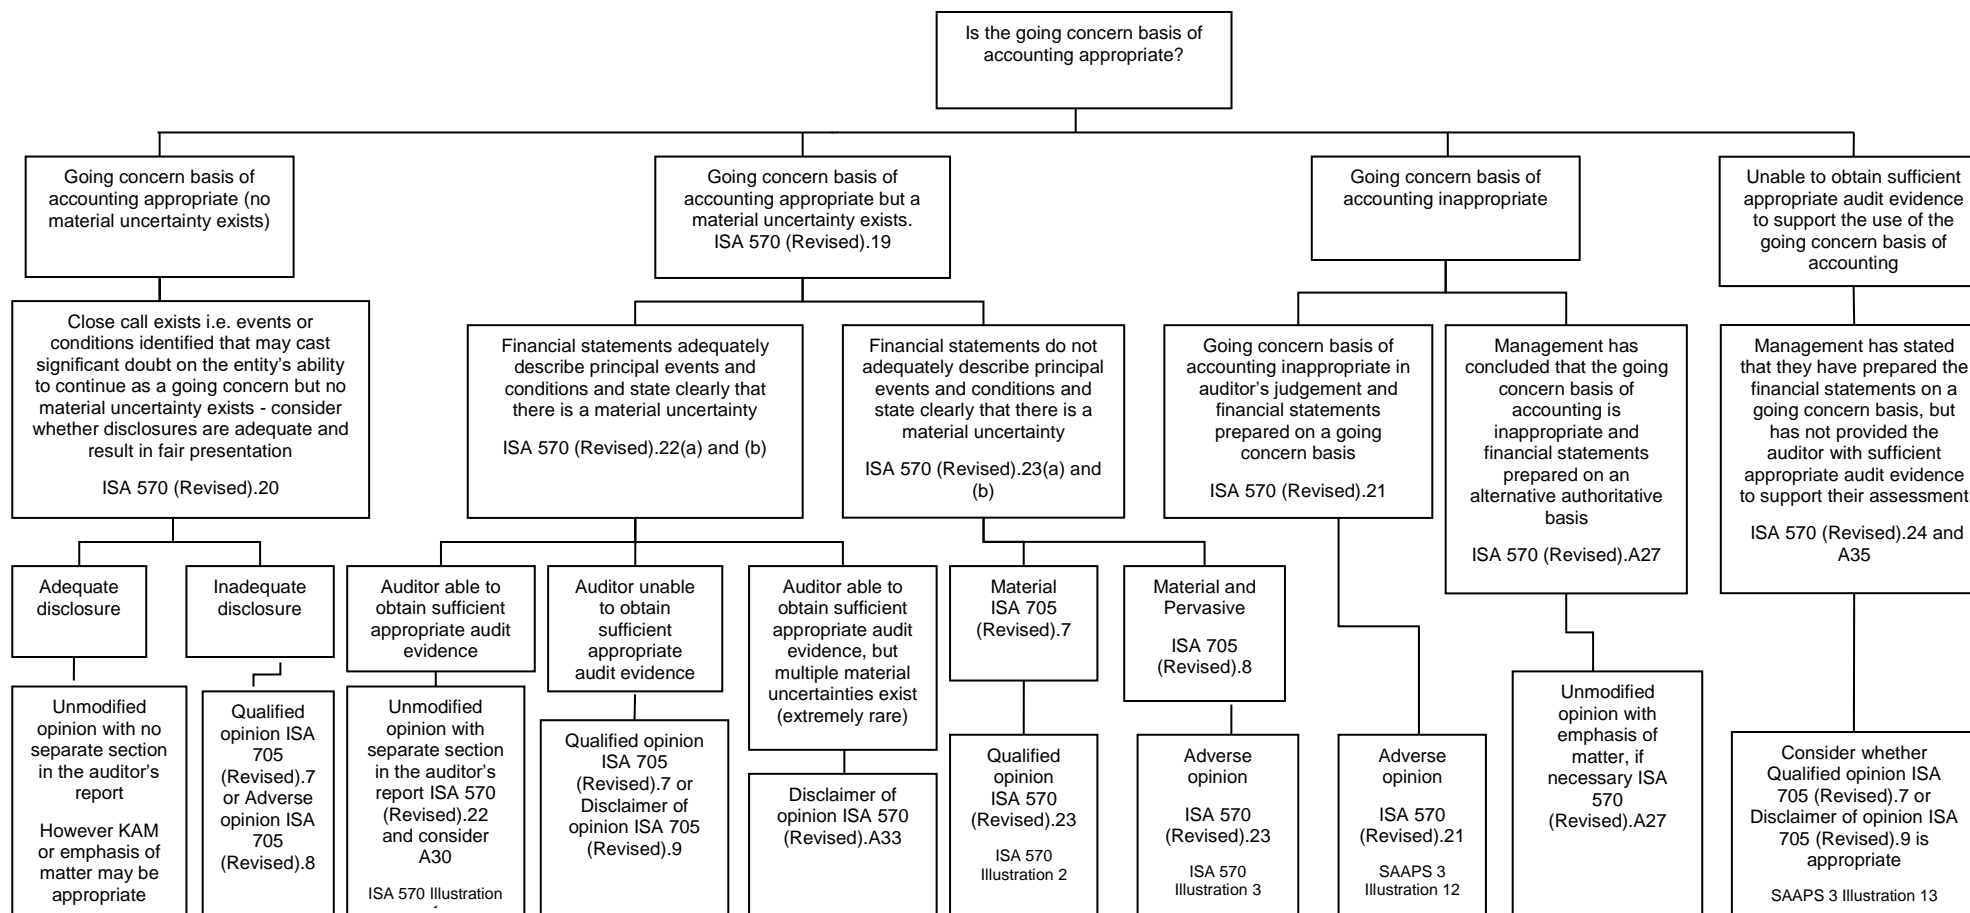 Is the going concern basis of
accounting appropriate?
Going concern basis of
accounting appropriate (no
material uncertainty exists)
Going concern basis of
accounting appropriate but a
material uncertainty exists.
ISA 570 (Revised).19
Going concern basis of
accounting inappropriate
Unable to obtain sufficient
appropriate audit evidence
to support the use of the
going concern basis of
accounting
Close call exists i.e. events or
conditions identified that may cast
significant doubt on the entity’s ability
to continue as a going concern but no
material uncertainty exists - consider
whether disclosures are adequate and
result in fair presentation
ISA 570 (Revised).20
Financial statements adequately
describe principal events and
conditions and state clearly that
there is a material uncertainty
ISA 570 (Revised).22(a) and (b)
Financial statements do not
adequately describe principal
events and conditions and
state clearly that there is a
material uncertainty
ISA 570 (Revised).23(a) and
(b)
Going concern basis of
accounting inappropriate in
auditor’s judgement and
financial statements
prepared on a going
concern basis
ISA 570 (Revised).21
Management has
concluded that the going
concern basis of
accounting is
inappropriate and
financial statements
prepared on an
alternative authoritative
basis
ISA 570 (Revised).A27
Management has stated
that they have prepared the
financial statements on a
going concern basis, but
has not provided the
auditor with sufficient
appropriate audit evidence
to support their assessment
ISA 570 (Revised).24 and
A35
Adequate
disclosure
Inadequate
disclosure
Auditor able to
obtain sufficient
appropriate audit
evidence
Auditor unable
to obtain
sufficient
appropriate
audit evidence
Auditor able to
obtain sufficient
appropriate audit
evidence, but
multiple material
uncertainties exist
(extremely rare)
Material
ISA 705
(Revised).7
Material and
Pervasive
ISA 705
(Revised).8
Unmodified
opinion with no
separate section
in the auditor’s
report
However KAM
or emphasis of
matter may be
appropriate
Qualified
opinion ISA
705
(Revised).7
or Adverse
opinion ISA
705
(Revised).8
Unmodified
opinion with
separate section
in the auditor’s
report ISA 570
(Revised).22
and consider
A30
ISA 570 Illustration
Qualified opinion
ISA 705
(Revised).7 or
Disclaimer of
opinion ISA 705
(Revised).9
Disclaimer of
opinion ISA 570
(Revised).A33
Qualified
opinion
ISA 570
(Revised).23
ISA 570
Illustration 2
Adverse
opinion
ISA 570
(Revised).23
ISA 570
Illustration 3
Adverse
opinion
ISA 570
(Revised).21
SAAPS 3
Illustration 12
Unmodified
opinion with
emphasis of
matter, if
necessary ISA
570
(Revised).A27
Consider whether
Qualified opinion ISA
705 (Revised).7 or
Disclaimer of opinion ISA
705 (Revised).9 is
appropriate
SAAPS 3 Illustration 13